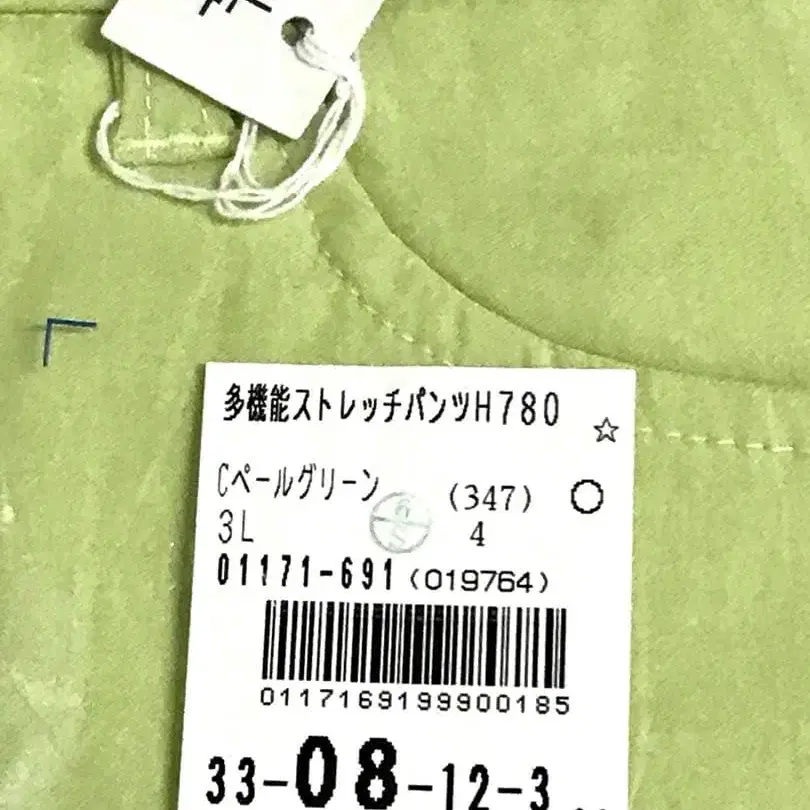 多機能ストレッチパンツH780
☆
Cペールグリーン (347) ○
3L 4
01171-691(019764)
0117169199900185
33-08-12-3